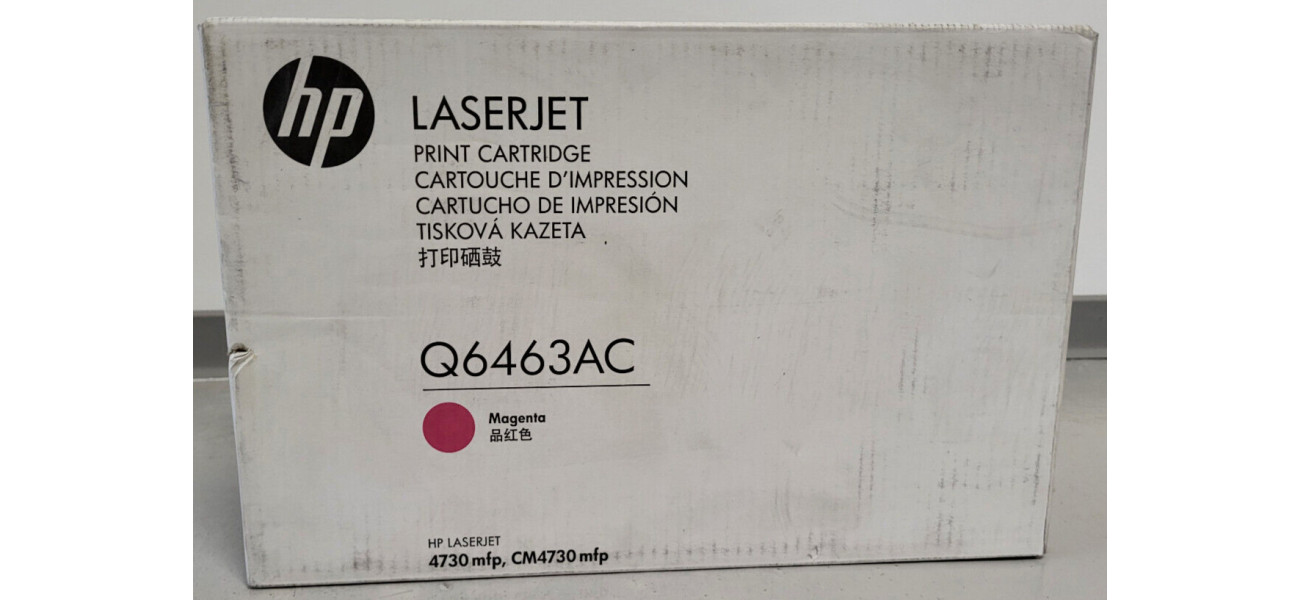 hp
LASERJET
PRINT CARTRIDGE
CARTOUCHE D'IMPRESSION
CARTUCHO DE IMPRESIÓN
TISKOVÁ KAZETA
打印硒鼓
Q6463AC
Magenta
品红色
HP LASERJET
4730 mfp, CM4730 mfp